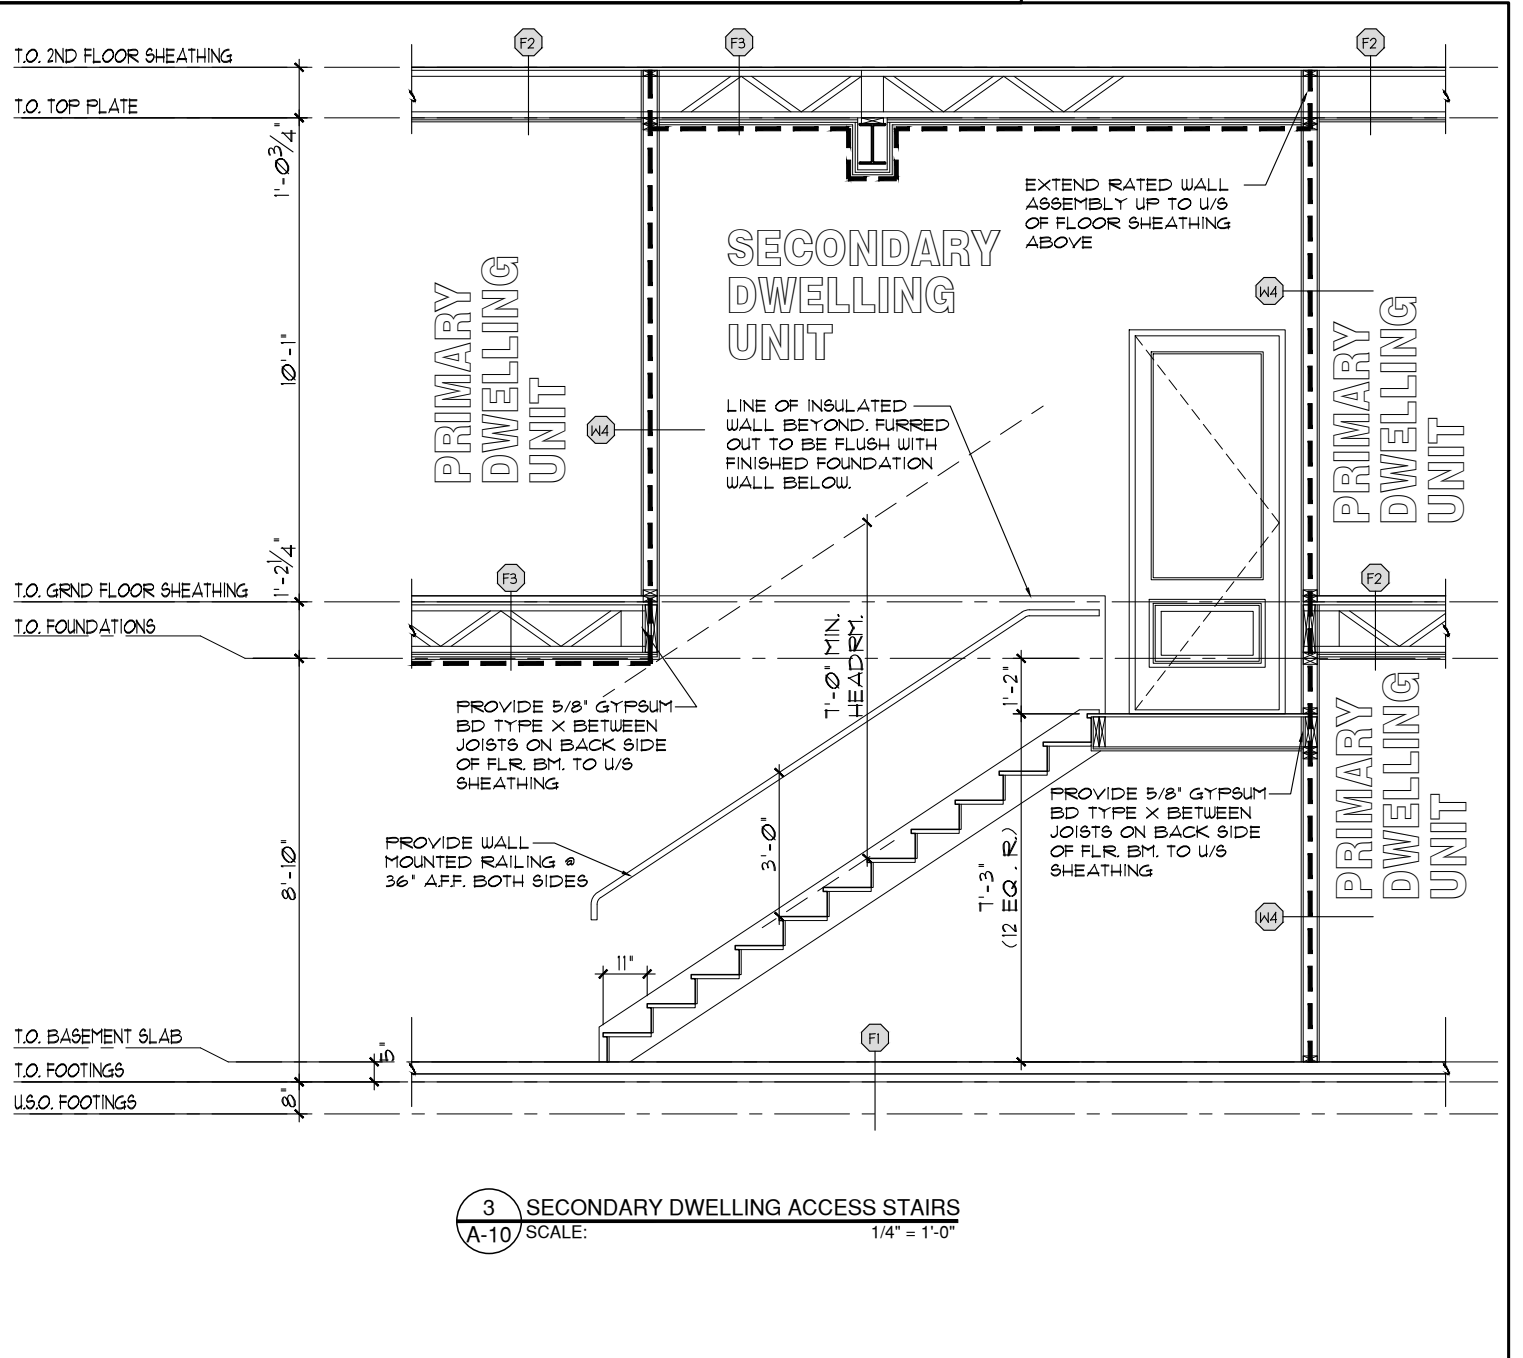 F2
F3
F2
T.O. 2ND FLOOR SHEATHING
T.O. TOP PLATE
1'-0 3/4"
EXTEND RATED WALL
ASSEMBLY UP TO U/S
OF FLOOR SHEATHING
ABOVE
SECONDARY
DWELLING
UNIT
W4
PRIMARY
DWELLING
UNIT
PRIMARY
DWELLING
UNIT
10'-1"
LINE OF INSULATED
WALL BEYOND. FURRED
OUT TO BE FLUSH WITH
FINISHED FOUNDATION
WALL BELOW.
W4
1'-2 1/4"
T.O. GRND FLOOR SHEATHING
F3
F2
T.O. FOUNDATIONS
7'-0" MIN.
HEADRM.
1'-2"
PROVIDE 5/8" GYPSUM
BD TYPE X BETWEEN
JOISTS ON BACK SIDE
OF FLR. BM. TO U/S
SHEATHING
PRIMARY
DWELLING
UNIT
PROVIDE 5/8" GYPSUM
BD TYPE X BETWEEN
JOISTS ON BACK SIDE
OF FLR. BM. TO U/S
SHEATHING
PROVIDE WALL
MOUNTED RAILING @
36" A.F.F. BOTH SIDES
8'-10"
3'-0"
7'-3"
(12 EQ. R.)
W4
11"
T.O. BASEMENT SLAB
5"
F1
T.O. FOOTINGS
8"
U.S.O. FOOTINGS
3
SECONDARY DWELLING ACCESS STAIRS
A-10
SCALE: 1/4" = 1'-0"